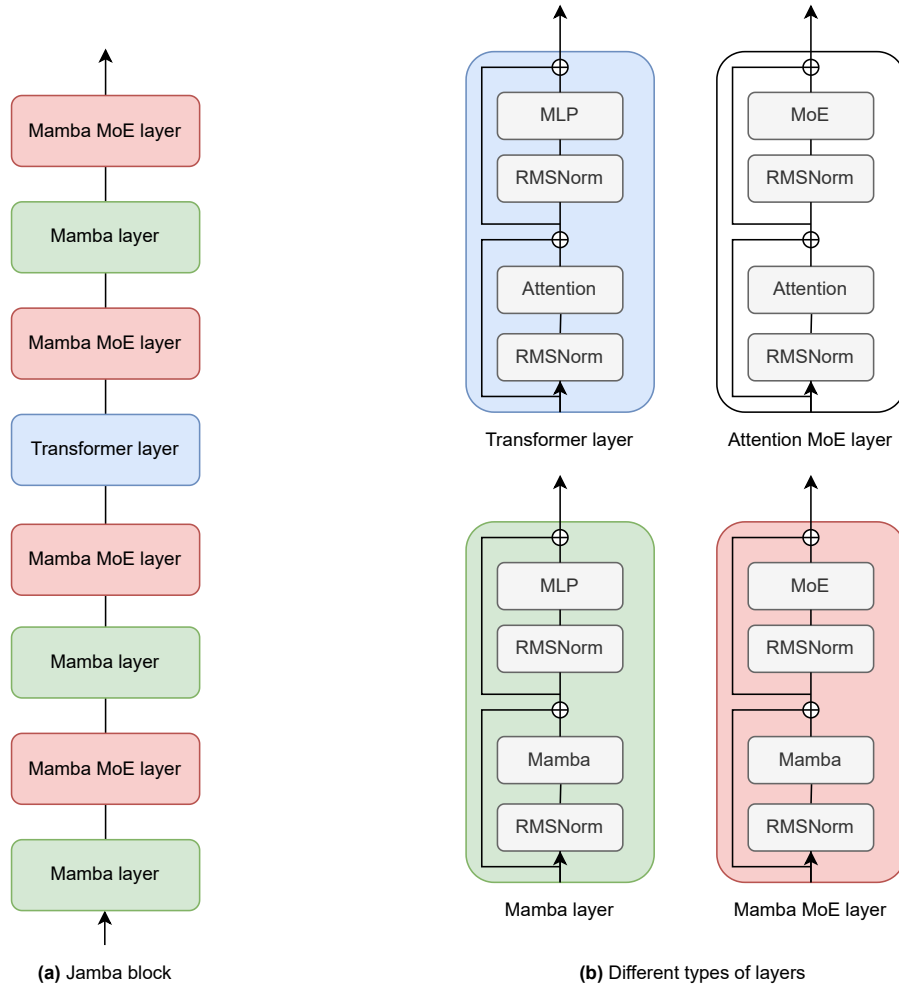 Mamba MoE layer
Mamba layer
Mamba MoE layer
Transformer layer
Mamba MoE layer
Mamba layer
Mamba MoE layer
Mamba layer
(a) Jamba block
MLP
RMSNorm
Attention
RMSNorm
Transformer layer
MoE
RMSNorm
Attention
RMSNorm
Attention MoE layer
MLP
RMSNorm
Mamba
RMSNorm
Mamba layer
MoE
RMSNorm
Mamba
RMSNorm
Mamba MoE layer
(b) Different types of layers